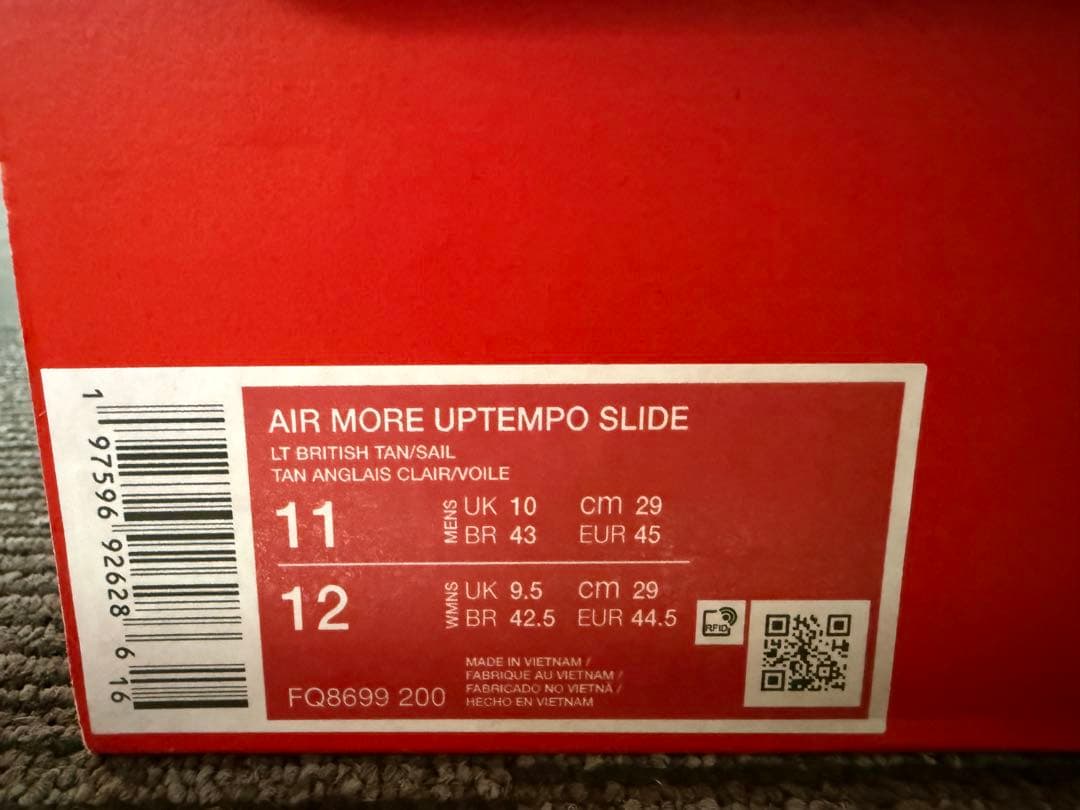 AIR MORE UPTEMPO SLIDE
LT BRITISH TAN/SAIL
TAN ANGLAIS CLAIR/VOILE
11 MENS UK 10 cm 29
BR 43 EUR 45
12 WMNS UK 9.5 cm 29
BR 42.5 EUR 44.5
RFID
MADE IN VIETNAM /
FABRIQUE AU VIETNAM /
FABRICADO NO VIETNÃ /
HECHO EN VIETNAM
FQ8699 200
1 97596 92628 6 16